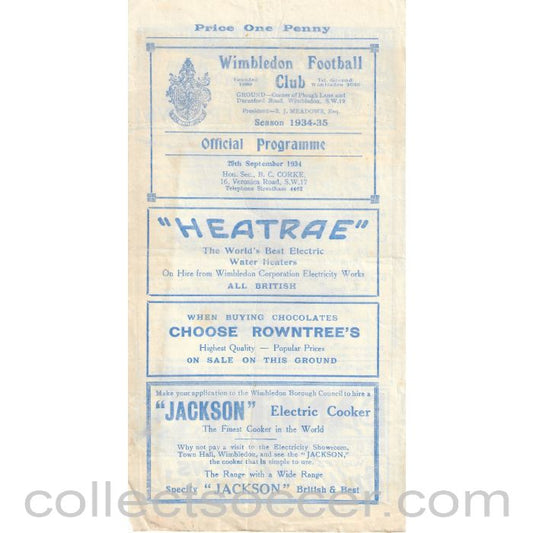 Price One Penny
Wimbledon Football
Club
Founded
1889
Tel. Ground
Wimbledon
GROUND—Corner of Plough Lane and
Durnsford Road, Wimbledon, S.W.19
President—S. J. MEADOWS, Esq.
Season 1934-35
Official Programme
29th September 1934
Hon. Sec., B. C. CORKE,
16, Veronica Road, S.W.17
Telephone Streatham 4462
"HEATRAE"
The World's Best Electric
Water Heaters
On Hire from Wimbledon Corporation Electricity Works
ALL BRITISH
WHEN BUYING CHOCOLATES
CHOOSE ROWNTREE'S
Highest Quality — Popular Prices
ON SALE ON THIS GROUND
Make your application to the Wimbledon Borough Council to hire a
"JACKSON" Electric Cooker
The Finest Cooker in the World
Why not pay a visit to the Electricity Showroom,
Town Hall, Wimbledon, and see the "JACKSON,"
the cooker that is simple to use.
The Range with a Wide Range
Specify "JACKSON" British & Best
collectsoccer.com